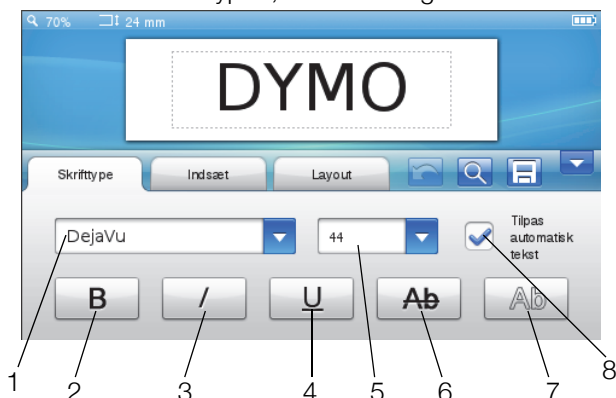 70% 24 mm
DYMO
Skrifttype Indsæt Layout
DejaVu 44 Tilpas automatisk tekst
B / U Ab Ab
1 2 3 4 5 6 7 8